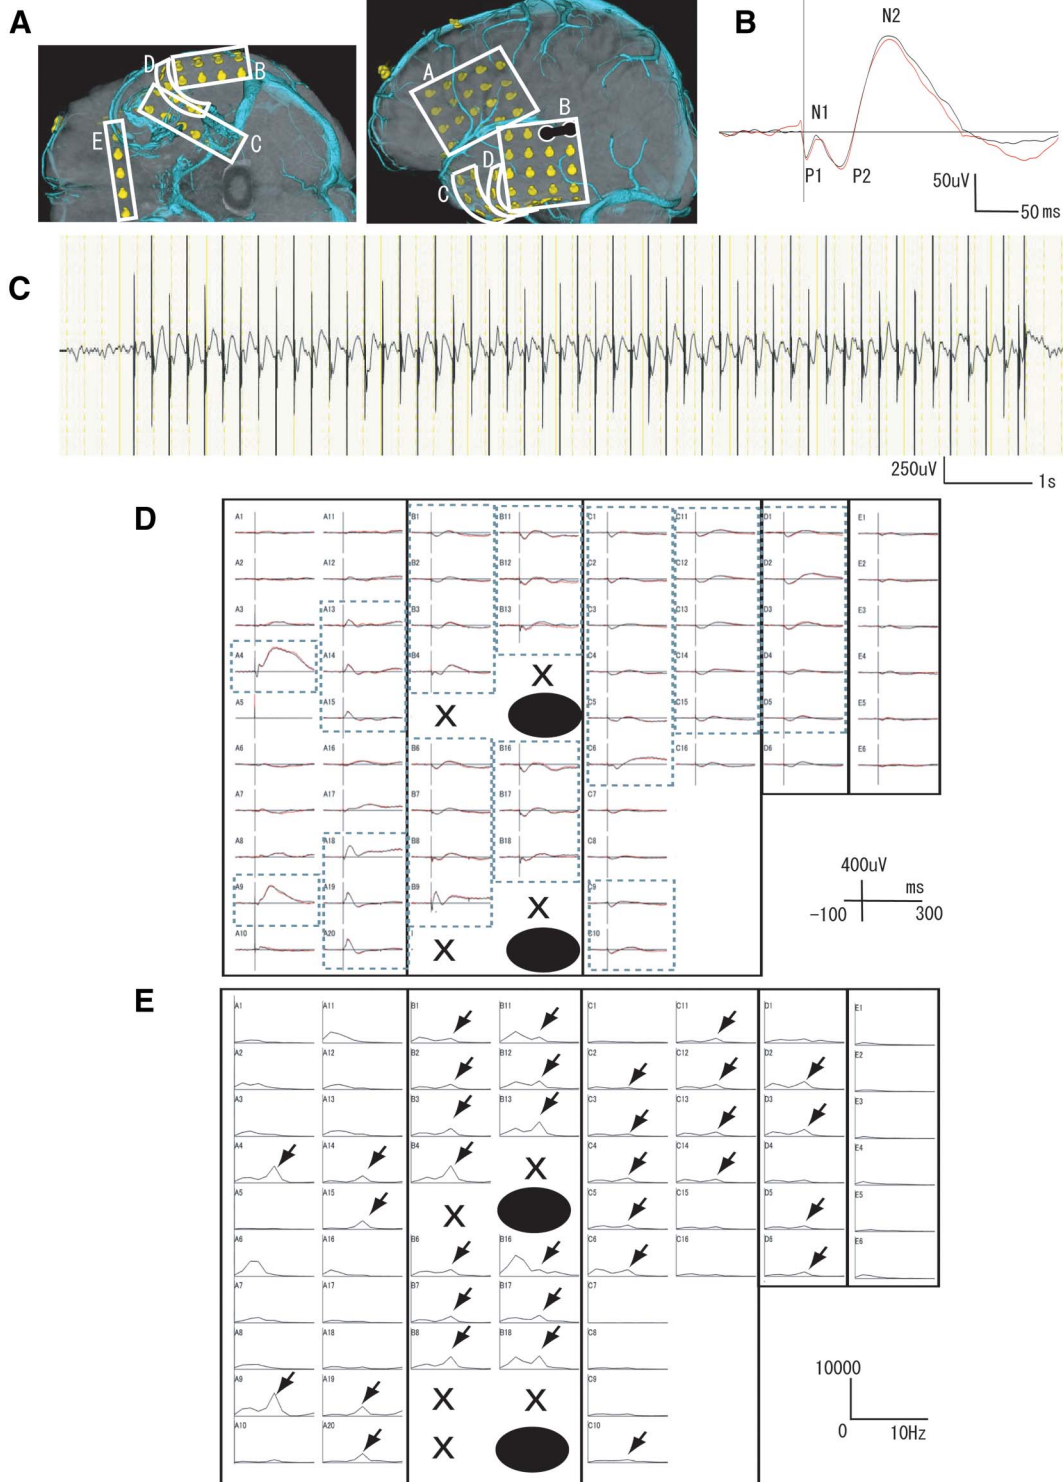 A
D
B
E
C
A
B
D
C
B
N2
N1
P1 P2
50uV
50 ms
C
250uV
1s
D
A1 A11 B1 B11 C1 C11 D1 E1
A2 A12 B2 B12 C2 C12 D2 E2
A3 A13 B3 B13 C3 C13 D3 E3
A4 A14 B4 X C4 C14 D4 E4
A5 A15 X C5 C15 D5 E5
A6 A16 B6 B16 C6 C16 D6 E6
A7 A17 B7 B17 C7
A8 A18 B8 B18 C8
A9 A19 B9 X C9
A10 A20 X C10
400uV
ms
-100 300
E
A1 A11 B1 B11 C1 C11 D1 E1
A2 A12 B2 B12 C2 C12 D2 E2
A3 A13 B3 B13 C3 C13 D3 E3
A4 A14 B4 X C4 C14 D4 E4
A5 A15 X C5 C15 D5 E5
A6 A16 B6 B16 C6 C16 D6 E6
A7 A17 B7 B17 C7
A8 A18 B8 B18 C8
A9 A19 X X C9
A10 A20 X C10
10000
0 10Hz